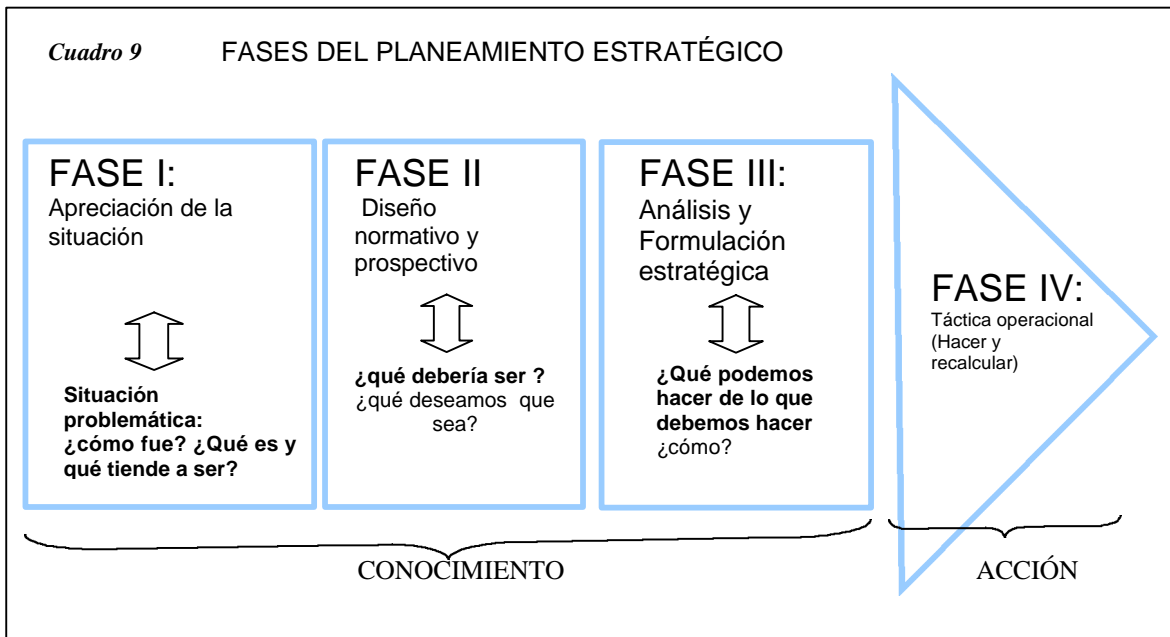 Cuadro 9 FASES DEL PLANEAMIENTO ESTRATÉGICO
FASE I:
Apreciación de la
situación
Situación
problemática:
¿cómo fue? ¿Qué es y
qué tiende a ser?
FASE II
Diseño
normativo y
prospectivo
¿qué debería ser ?
¿qué deseamos que
sea?
FASE III:
Análisis y
Formulación
estratégica
¿Qué podemos
hacer de lo que
debemos hacer
¿cómo?
FASE IV:
Táctica operacional
(Hacer y
recalcular)
CONOCIMIENTO
ACCIÓN